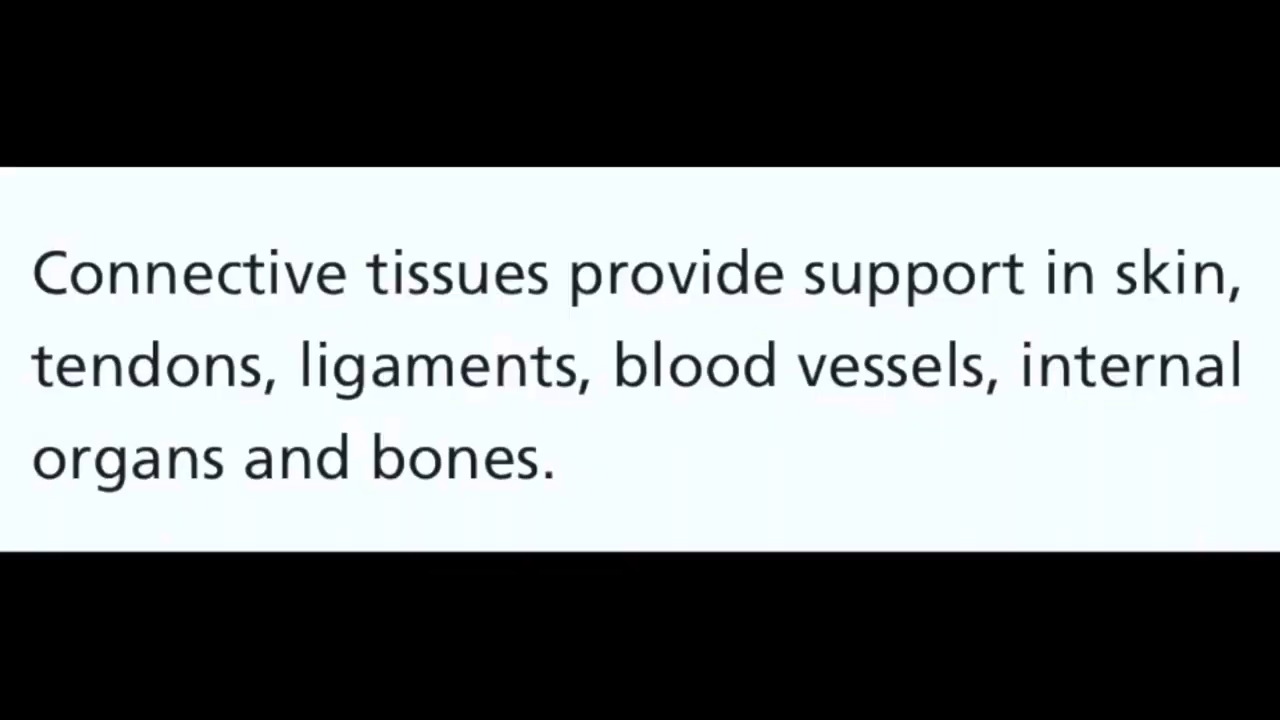 Connective tissues provide support in skin,
tendons, ligaments, blood vessels, internal
organs and bones.